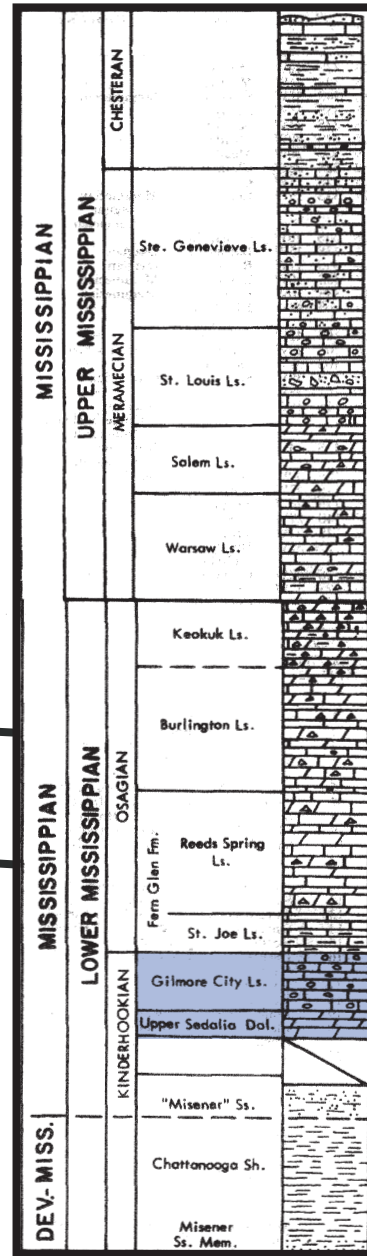 MISSISSIPPIAN
UPPER MISSISSIPPIAN
CHESTERAN
MERAMECIAN
Ste. Genevieve Ls.
St. Louis Ls.
Salem Ls.
Warsaw Ls.
MISSISSIPPIAN
LOWER MISSISSIPPIAN
OSAGIAN
Keokuk Ls.
Burlington Ls.
Fern Glen Fm.
Reeds Spring
Ls.
St. Joe Ls.
KINDERHOOKIAN
Gilmore City Ls.
Upper Sedalia Dol.
"Misener" Ss.
DEV.-MISS.
Chattanooga Sh.
Misener
Ss. Mem.